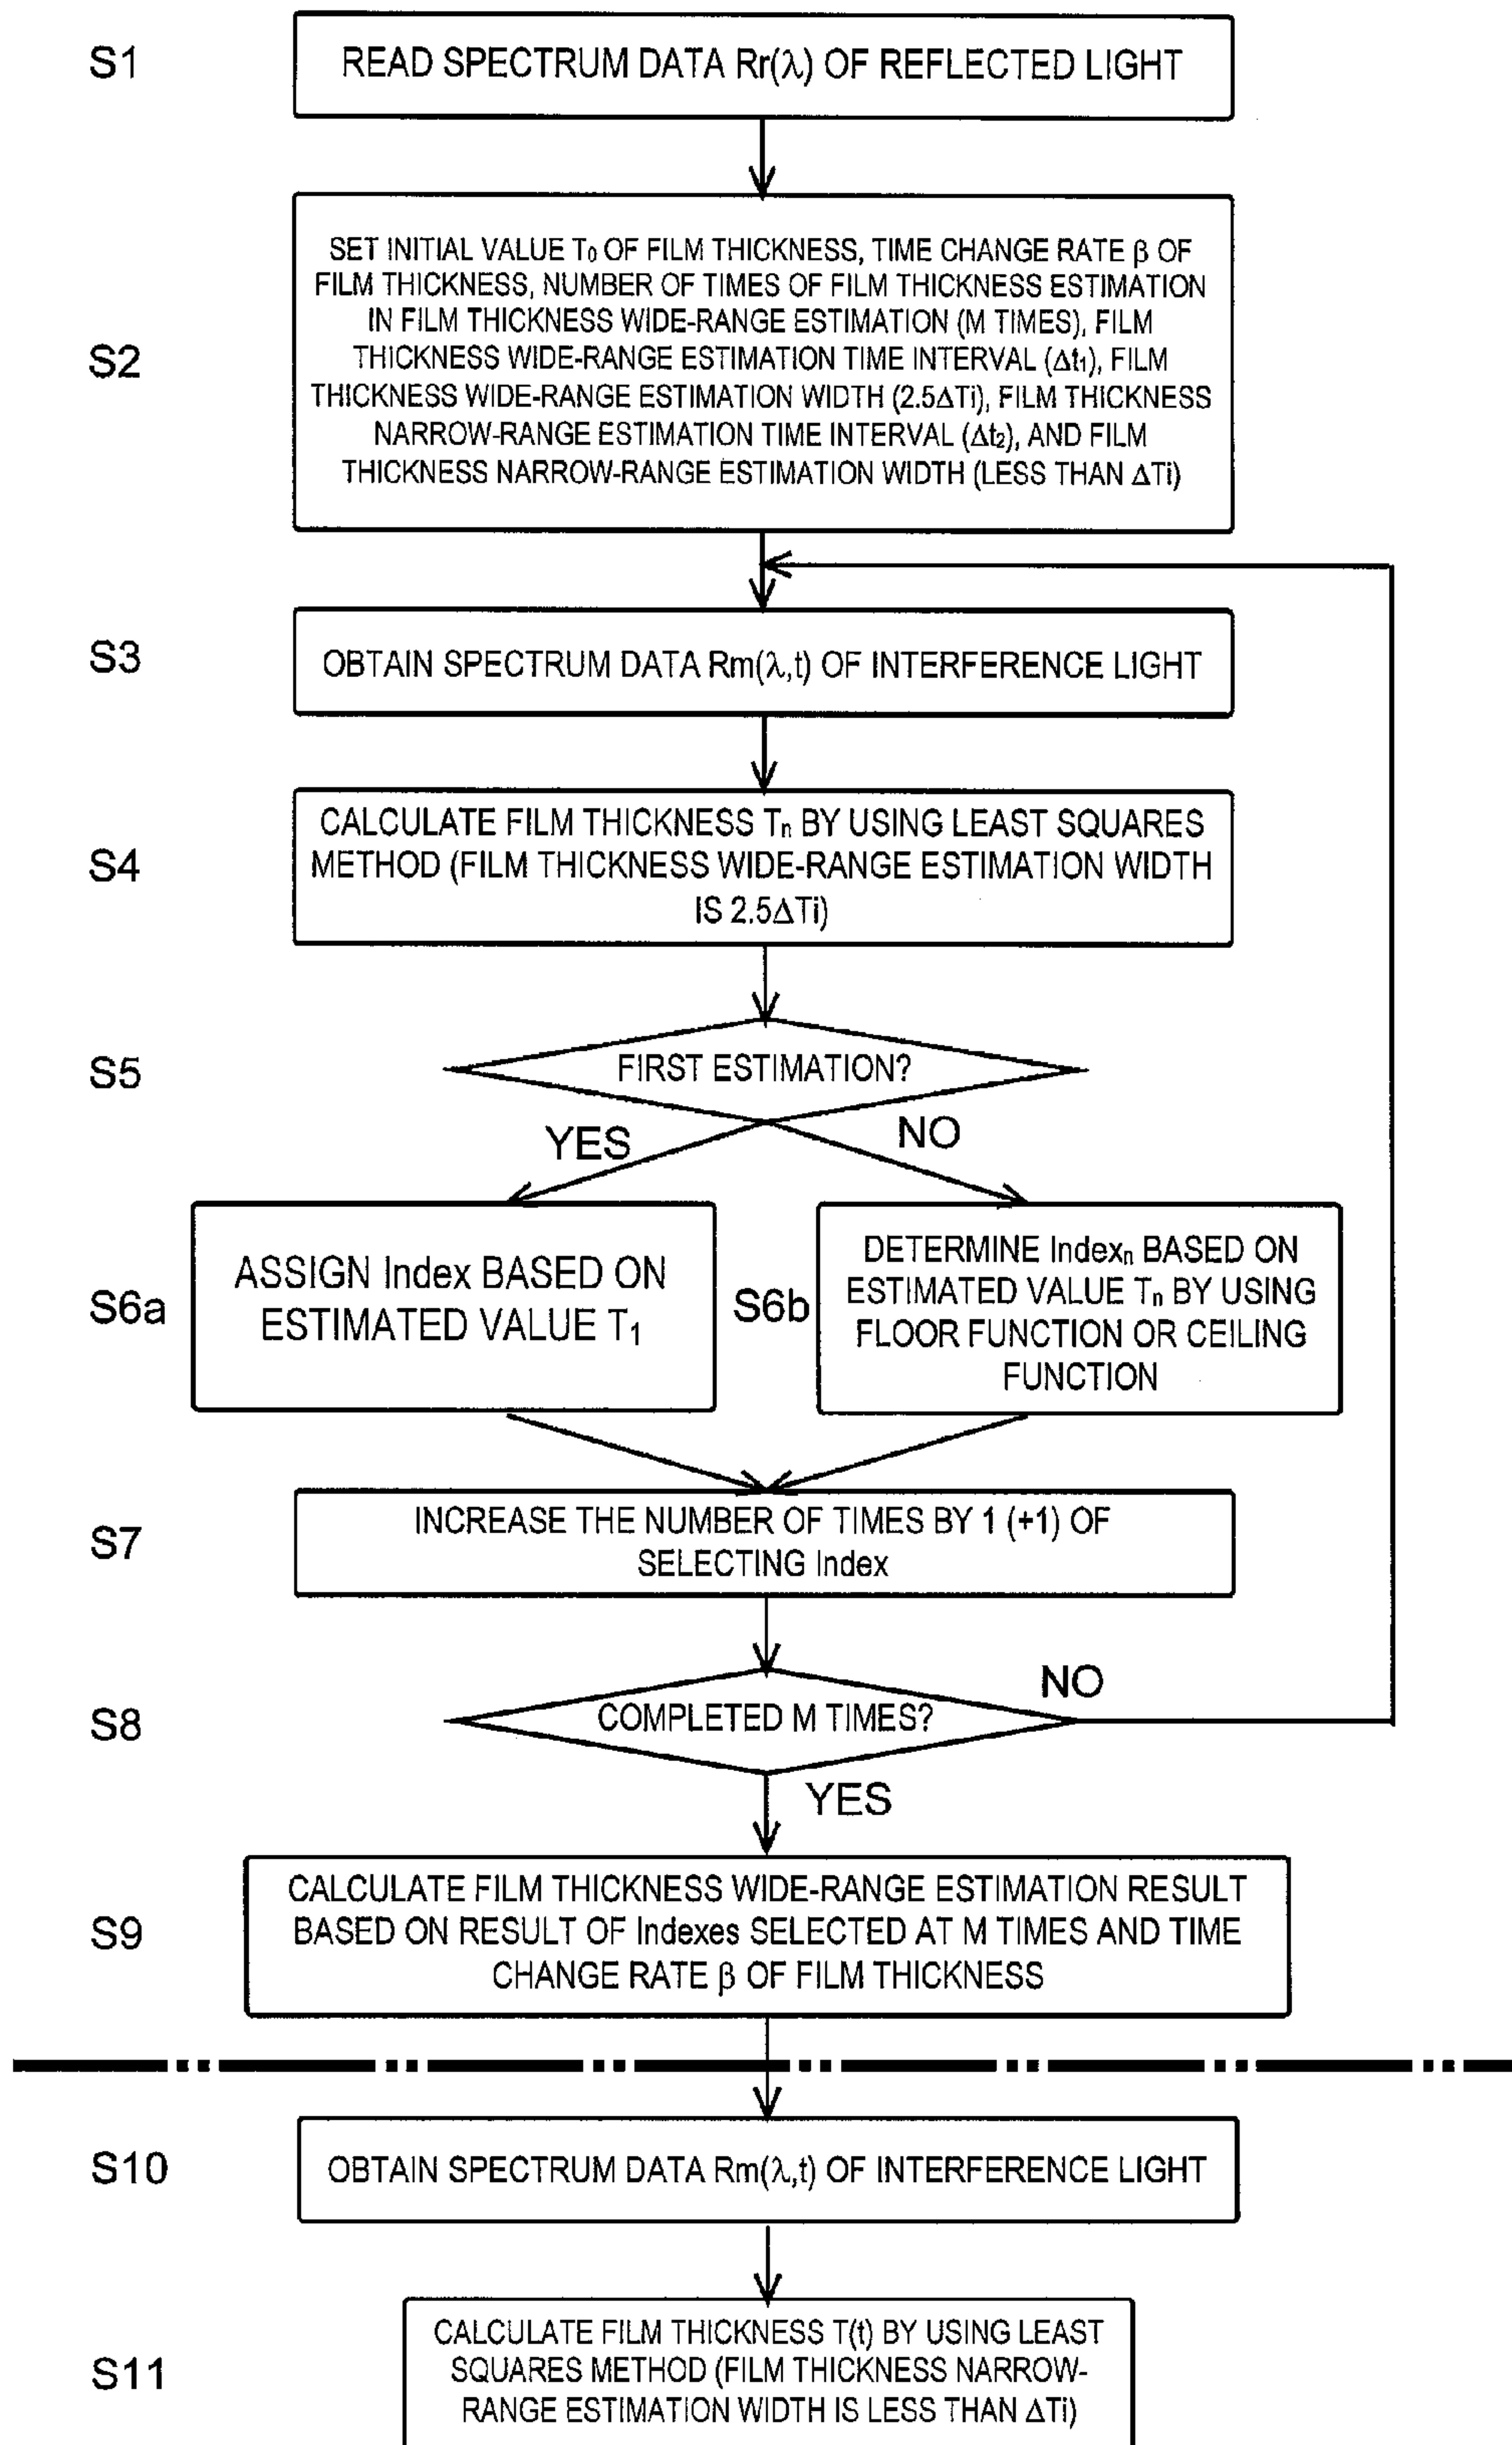 S1
READ SPECTRUM DATA Rr(λ) OF REFLECTED LIGHT
S2
SET INITIAL VALUE T₀ OF FILM THICKNESS, TIME CHANGE RATE β OF
FILM THICKNESS, NUMBER OF TIMES OF FILM THICKNESS ESTIMATION
IN FILM THICKNESS WIDE-RANGE ESTIMATION (M TIMES), FILM
THICKNESS WIDE-RANGE ESTIMATION TIME INTERVAL (Δt₁), FILM
THICKNESS WIDE-RANGE ESTIMATION WIDTH (2.5ΔTi), FILM THICKNESS
NARROW-RANGE ESTIMATION TIME INTERVAL (Δt₂), AND FILM
THICKNESS NARROW-RANGE ESTIMATION WIDTH (LESS THAN ΔTi)
S3
OBTAIN SPECTRUM DATA Rm(λ,t) OF INTERFERENCE LIGHT
S4
CALCULATE FILM THICKNESS Tₙ BY USING LEAST SQUARES
METHOD (FILM THICKNESS WIDE-RANGE ESTIMATION WIDTH
IS 2.5ΔTi)
S5
FIRST ESTIMATION?
YES
NO
S6a
ASSIGN Index BASED ON
ESTIMATED VALUE T₁
S6b
DETERMINE Indexₙ BASED ON
ESTIMATED VALUE Tₙ BY USING
FLOOR FUNCTION OR CEILING
FUNCTION
S7
INCREASE THE NUMBER OF TIMES BY 1 (+1) OF
SELECTING Index
S8
COMPLETED M TIMES?
NO
YES
S9
CALCULATE FILM THICKNESS WIDE-RANGE ESTIMATION RESULT
BASED ON RESULT OF Indexes SELECTED AT M TIMES AND TIME
CHANGE RATE β OF FILM THICKNESS
S10
OBTAIN SPECTRUM DATA Rm(λ,t) OF INTERFERENCE LIGHT
S11
CALCULATE FILM THICKNESS T(t) BY USING LEAST
SQUARES METHOD (FILM THICKNESS NARROW-
RANGE ESTIMATION WIDTH IS LESS THAN ΔTi)